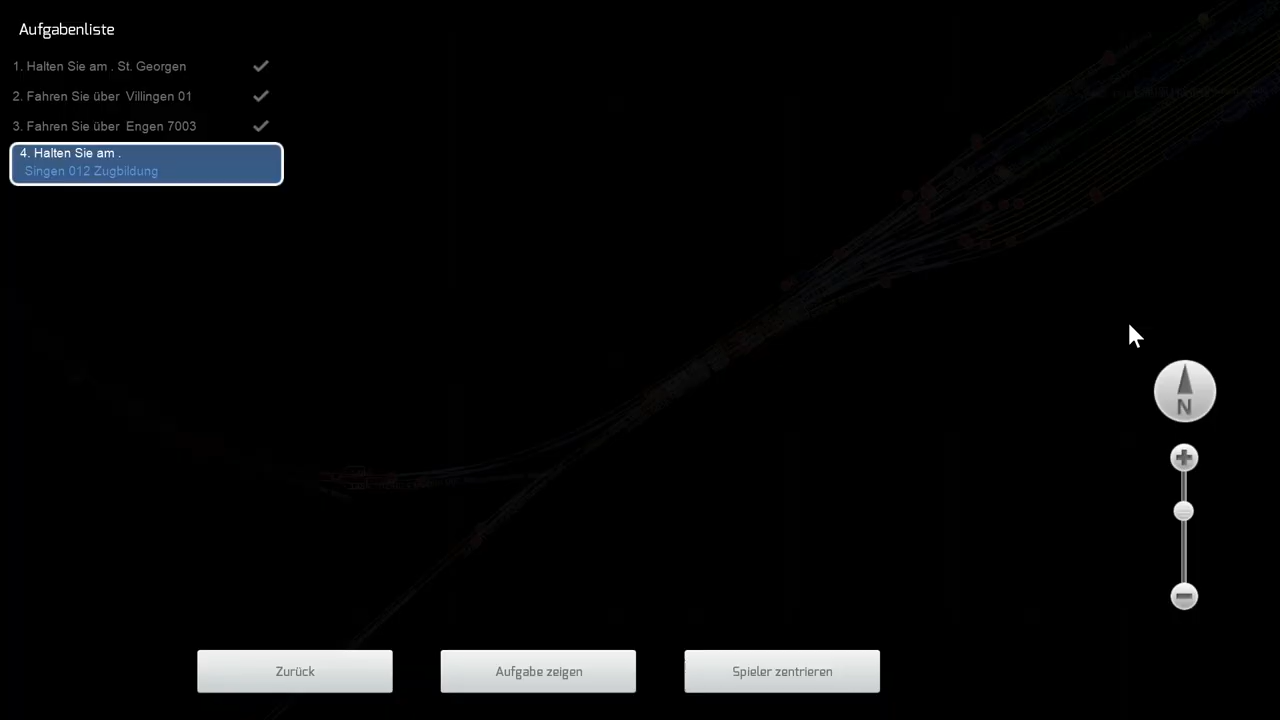 Aufgabenliste
1. Halten Sie am . St. Georgen
2. Fahren Sie über Villingen 01
3. Fahren Sie über Engen 7003
4. Halten Sie am .
Singen 012 Zugbildung
N
Zurück
Aufgabe zeigen
Spieler zentrieren